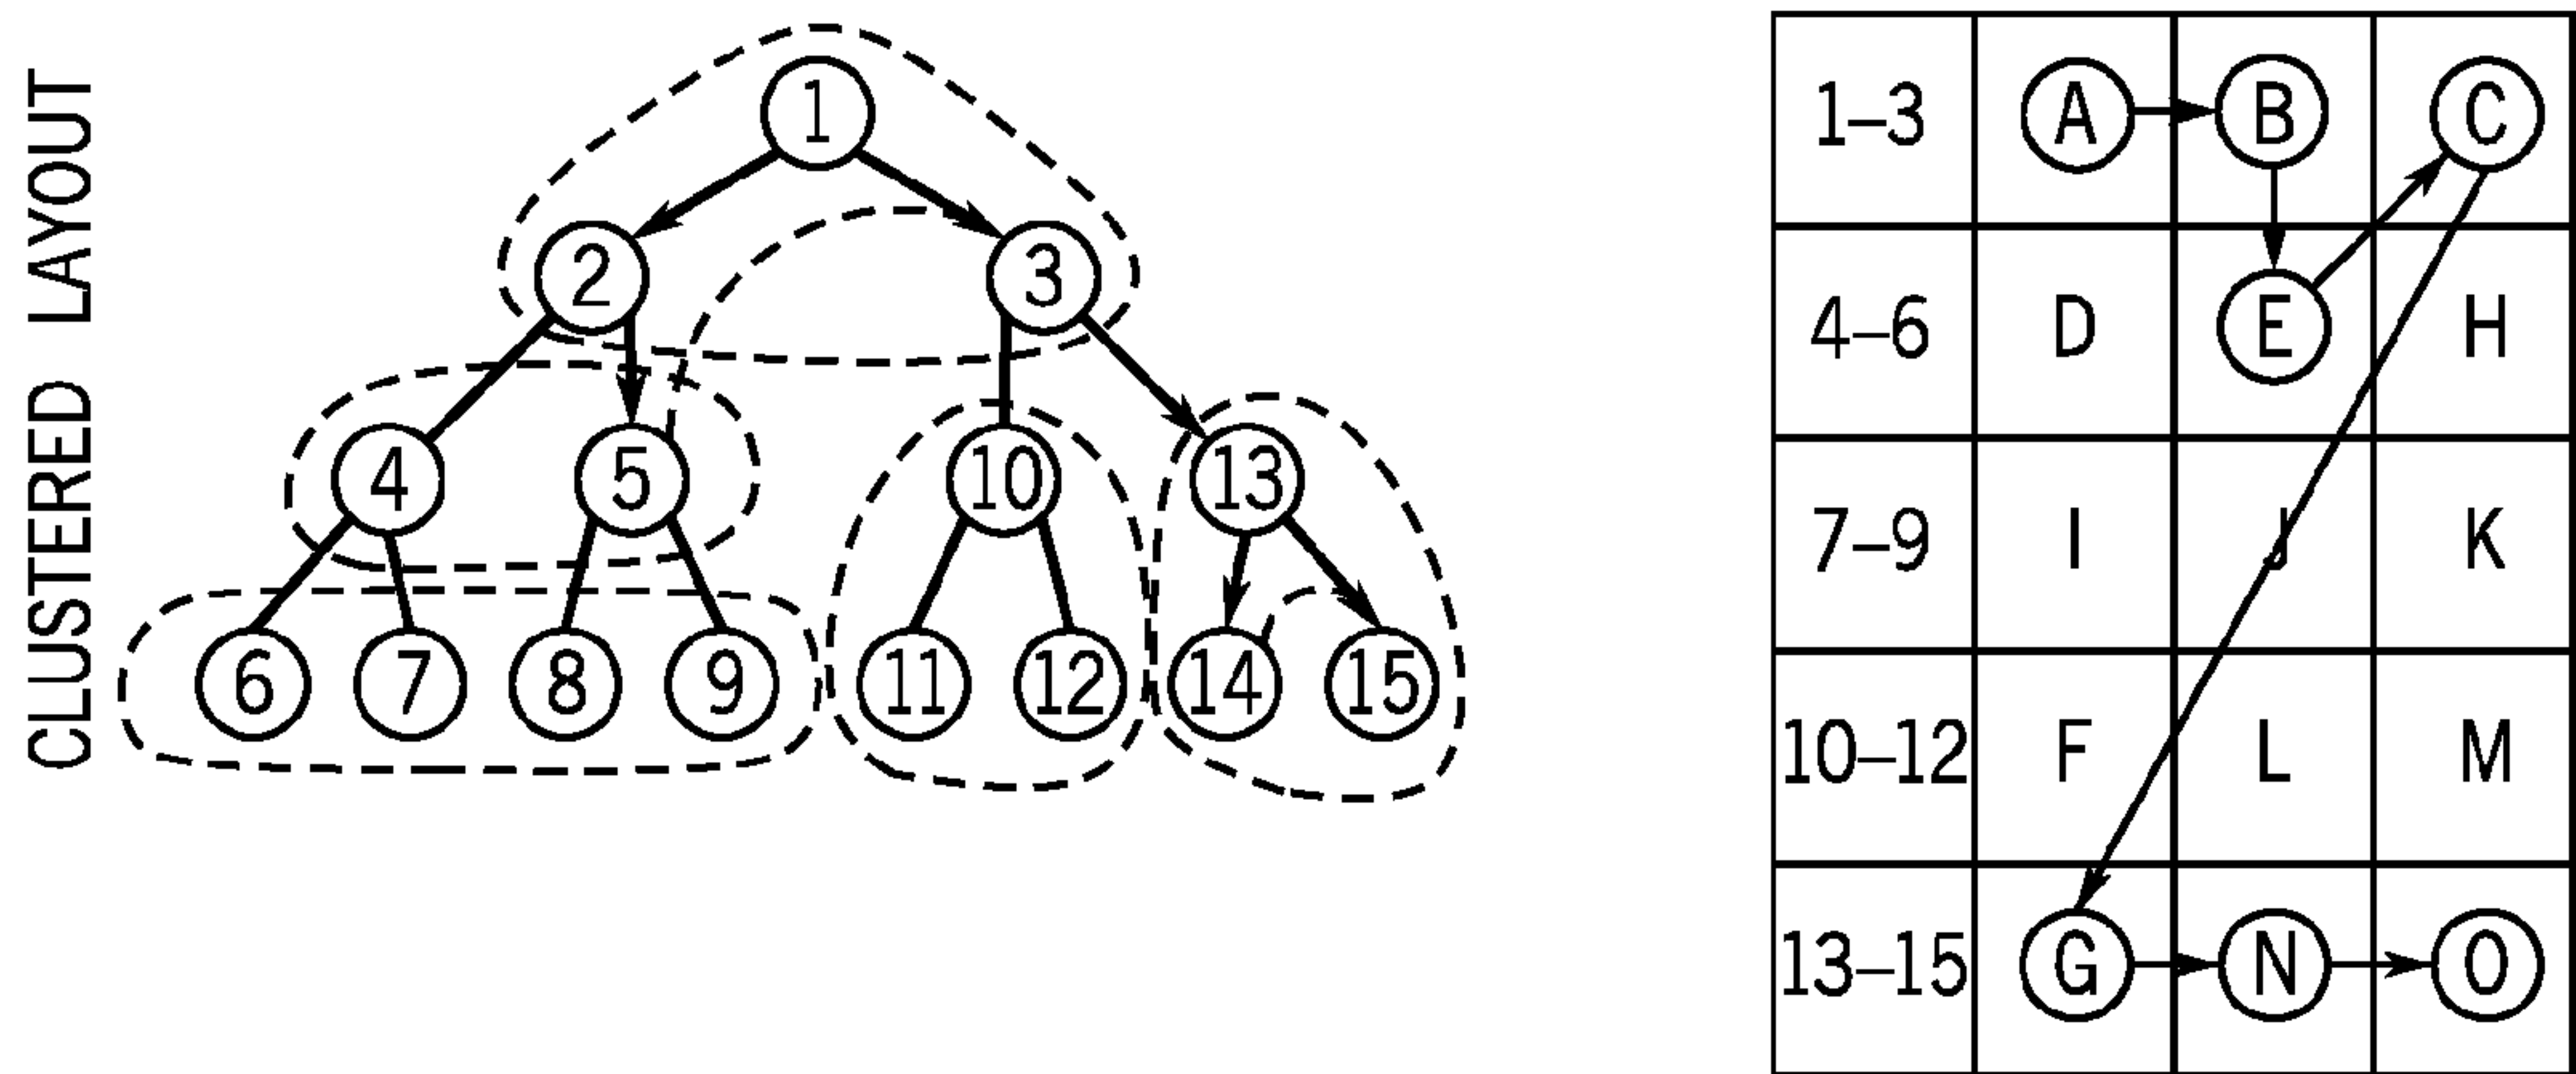 CLUSTERED LAYOUT
1
2 3
4 5 10 13
6 7 8 9 11 12 14 15
1–3 A B C
4–6 D E H
7–9 I J K
10–12 F L M
13–15 G N O